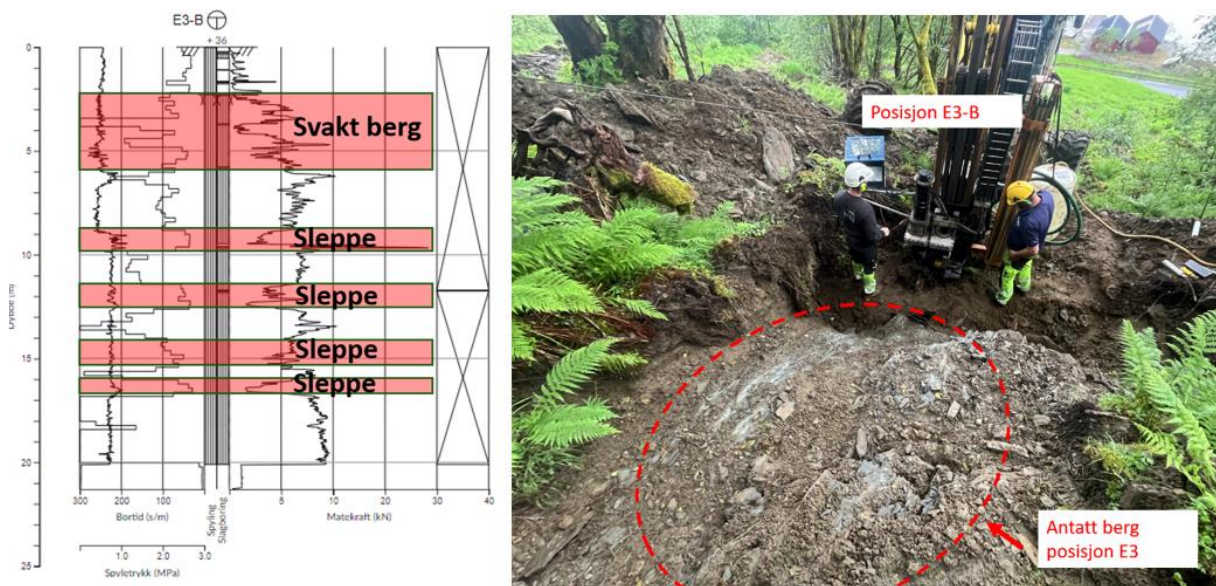 E3-B
+ 36
0
5
10
15
20
25
Dybde (m)
Svakt berg
Sleppe
Sleppe
Sleppe
Sleppe
300 200 100 0
5 10 30 40
Bortid (s/m)
Spyling
Slagboring
Matekraft (kN)
1.0 2.0 3.0
Spyletrykk (MPa)
Posisjon E3-B
Antatt berg
posisjon E3